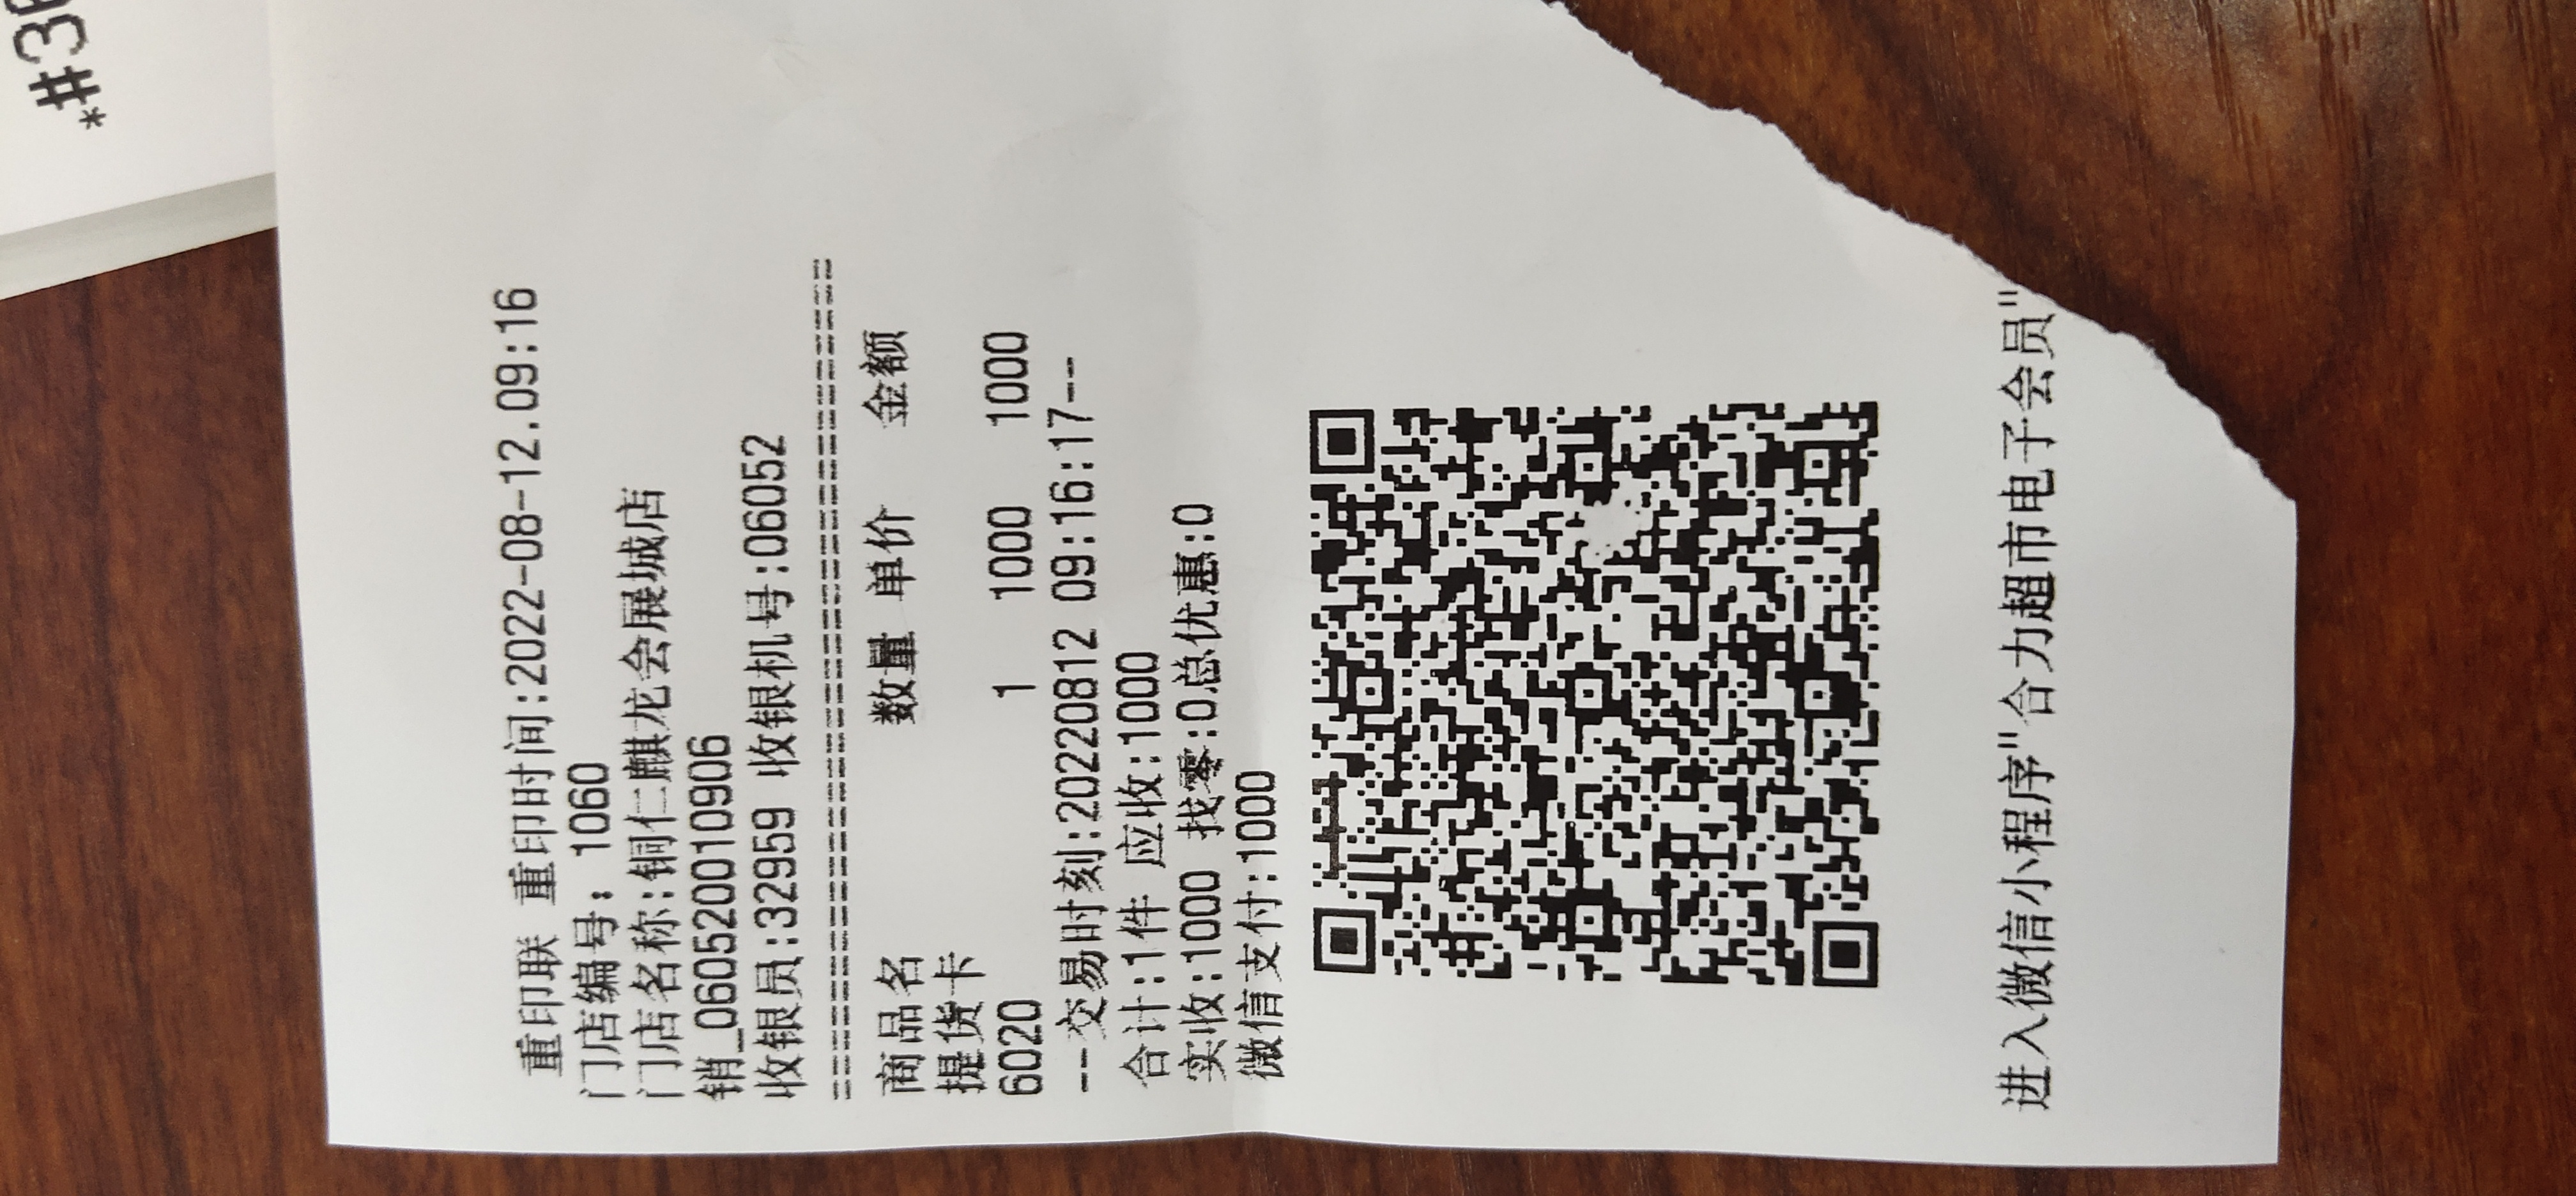 *#36
重印联 重印时间:2022-08-12.09:16
门店编号: 1060
门店名称:铜仁麒龙会展城店
销_06052001​0906
收银员:32959 收银机号:06052
================================================
商品名 数量 单价 金额
提货卡
6020 1 1000 1000
--交易时刻:20220812 09:16:17---
合计:1件 应收:1000
实收:1000 找零:0总优惠:0
微信支付:1000
进入微信小程序"合力超市电子会员"